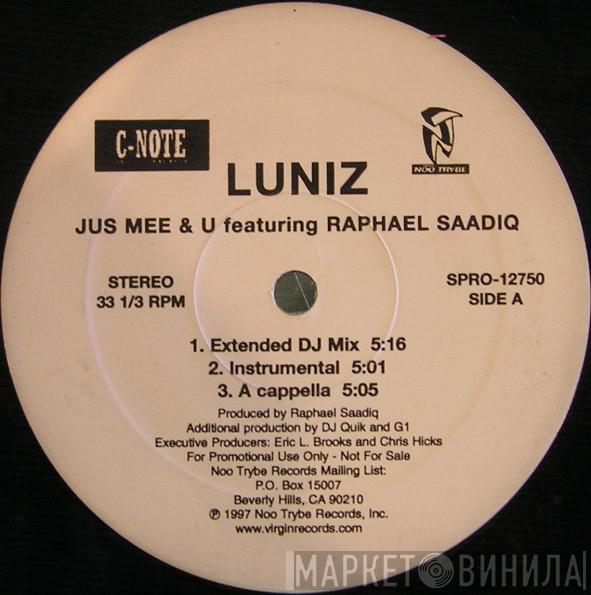 C-NOTE
NOO TRYBE
LUNIZ
JUS MEE & U featuring RAPHAEL SAADIQ
STEREO
33 1/3 RPM
SPRO-12750
SIDE A
1. Extended DJ Mix 5:16
2. Instrumental 5:01
3. A cappella 5:05
Produced by Raphael Saadiq
Additional production by DJ Quik and G1
Executive Producers: Eric L. Brooks and Chris Hicks
For Promotional Use Only - Not For Sale
Noo Trybe Records Mailing List:
P.O. Box 15007
Beverly Hills, CA 90210
℗ 1997 Noo Trybe Records, Inc.
www.virginrecords.com
МАРКЕТ ВИНИЛА